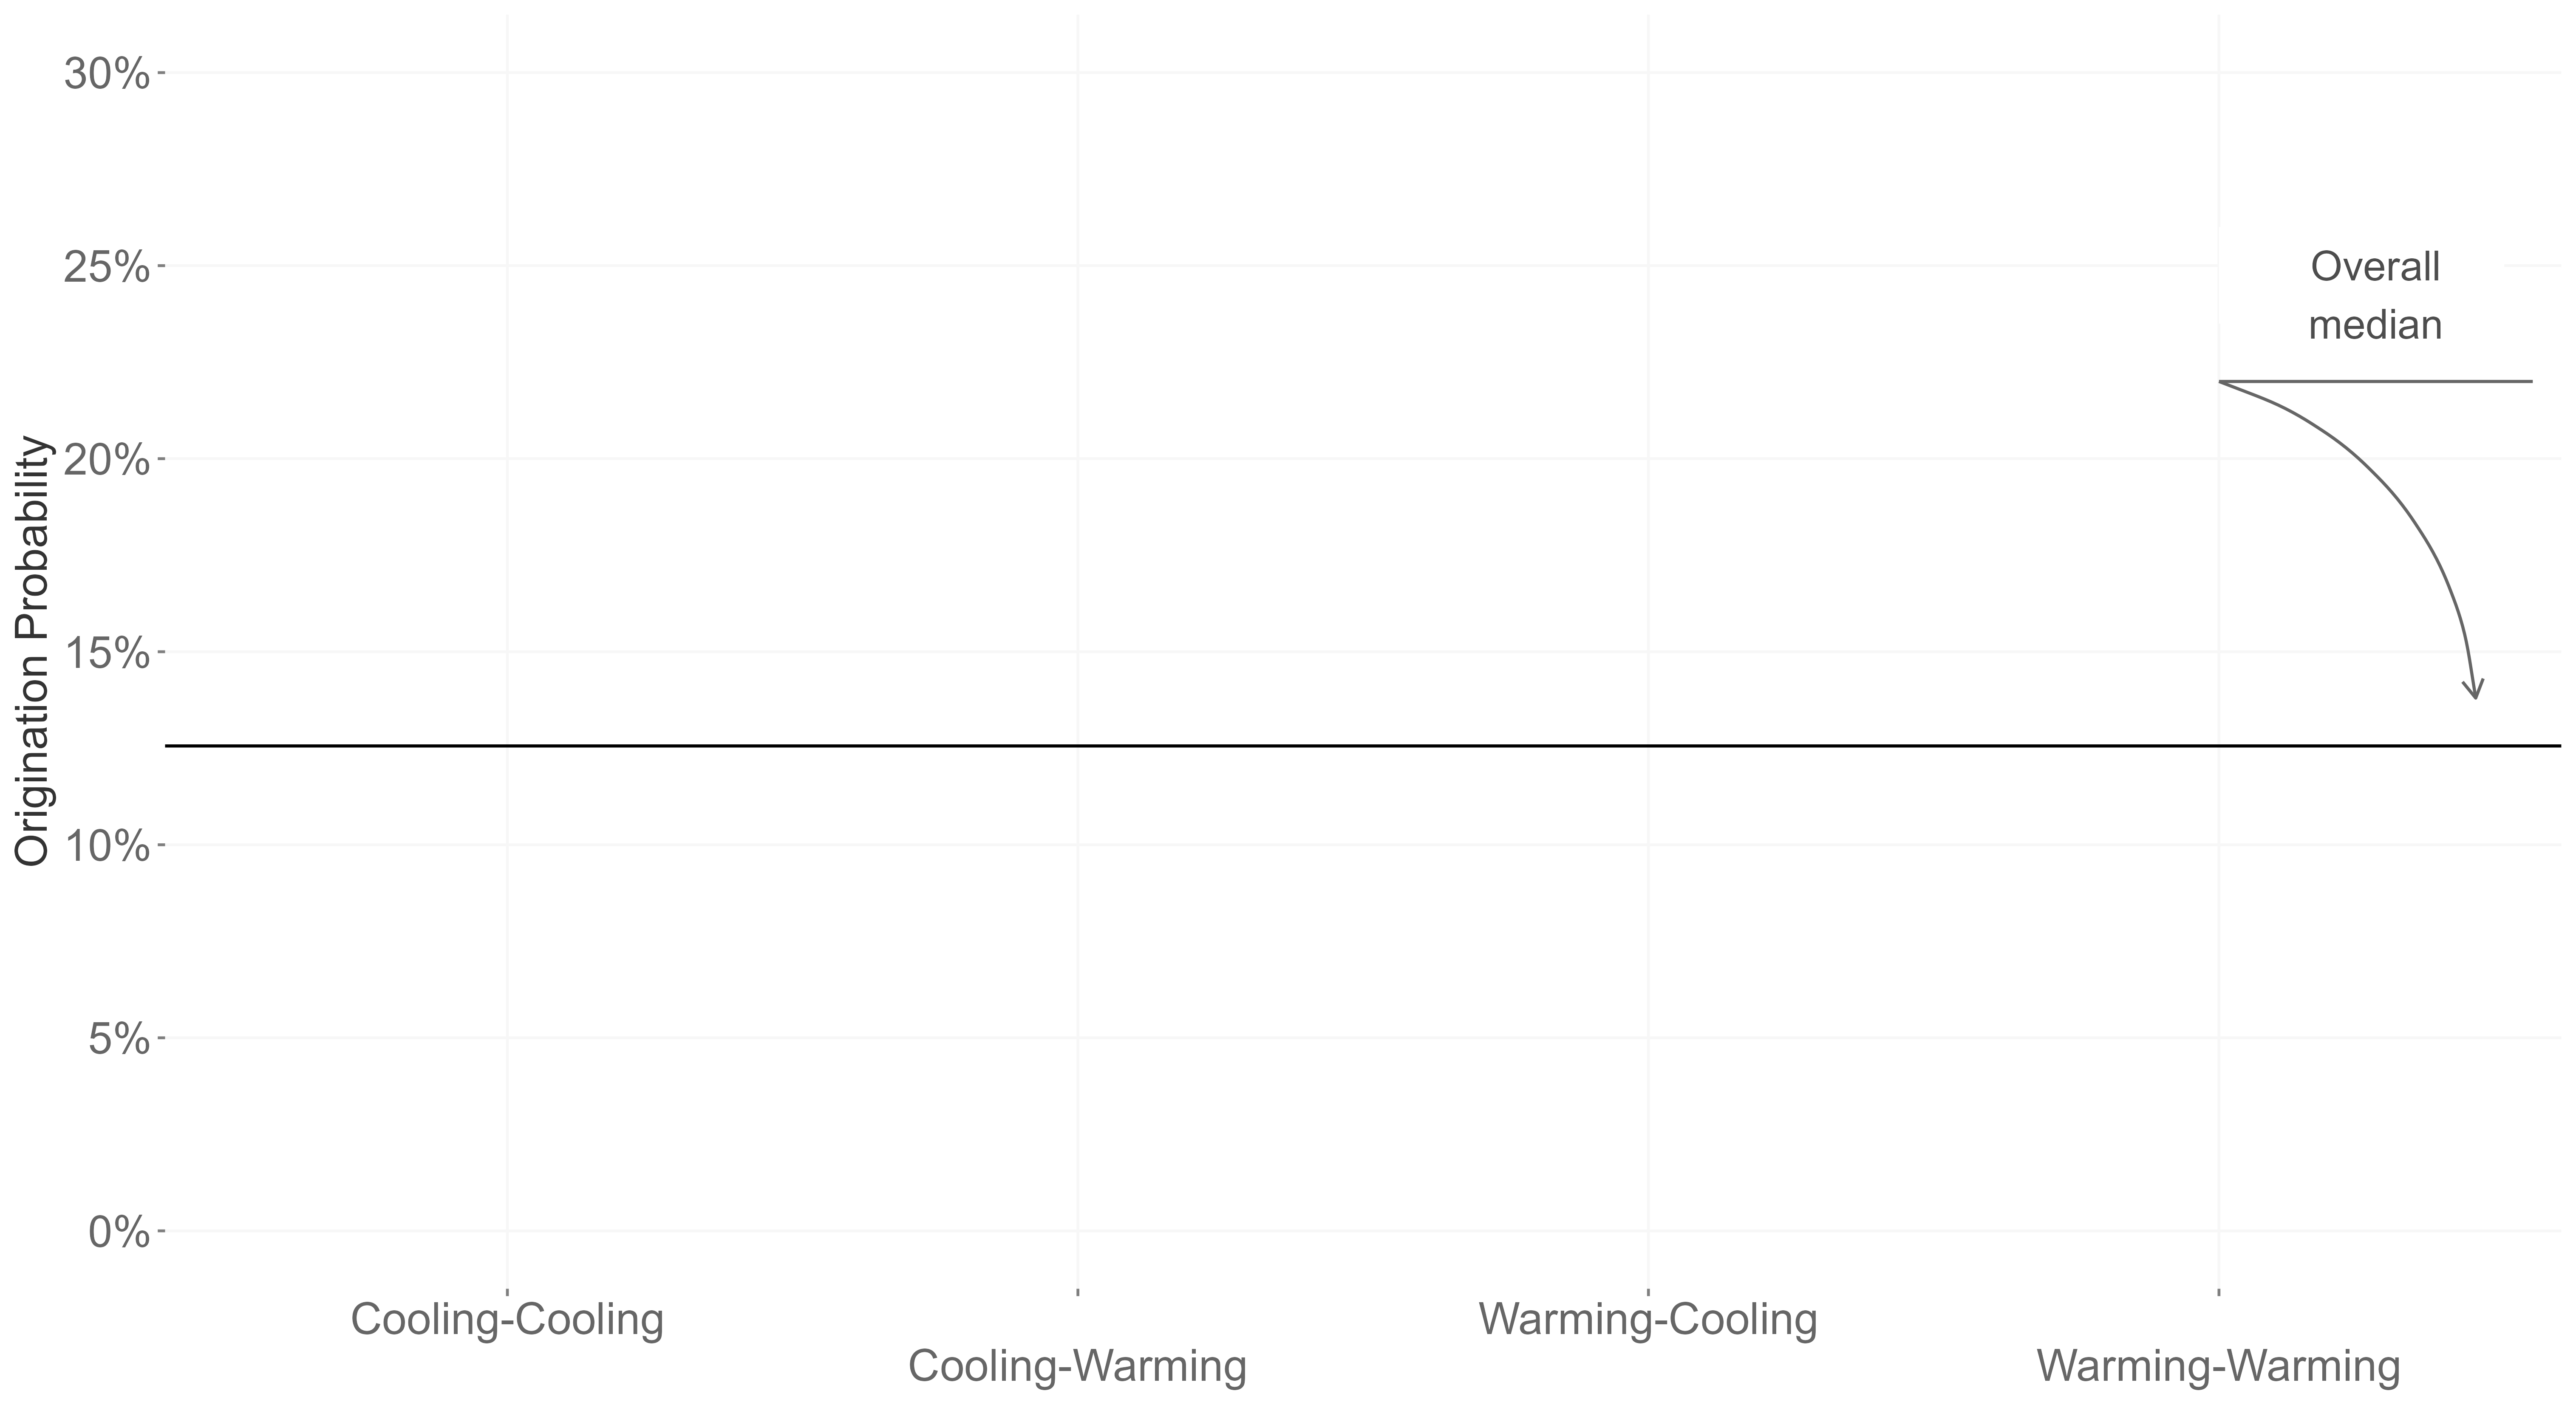 Origination Probability
30%
25%
20%
15%
10%
5%
0%
Overall
median
Cooling-Cooling
Cooling-Warming
Warming-Cooling
Warming-Warming